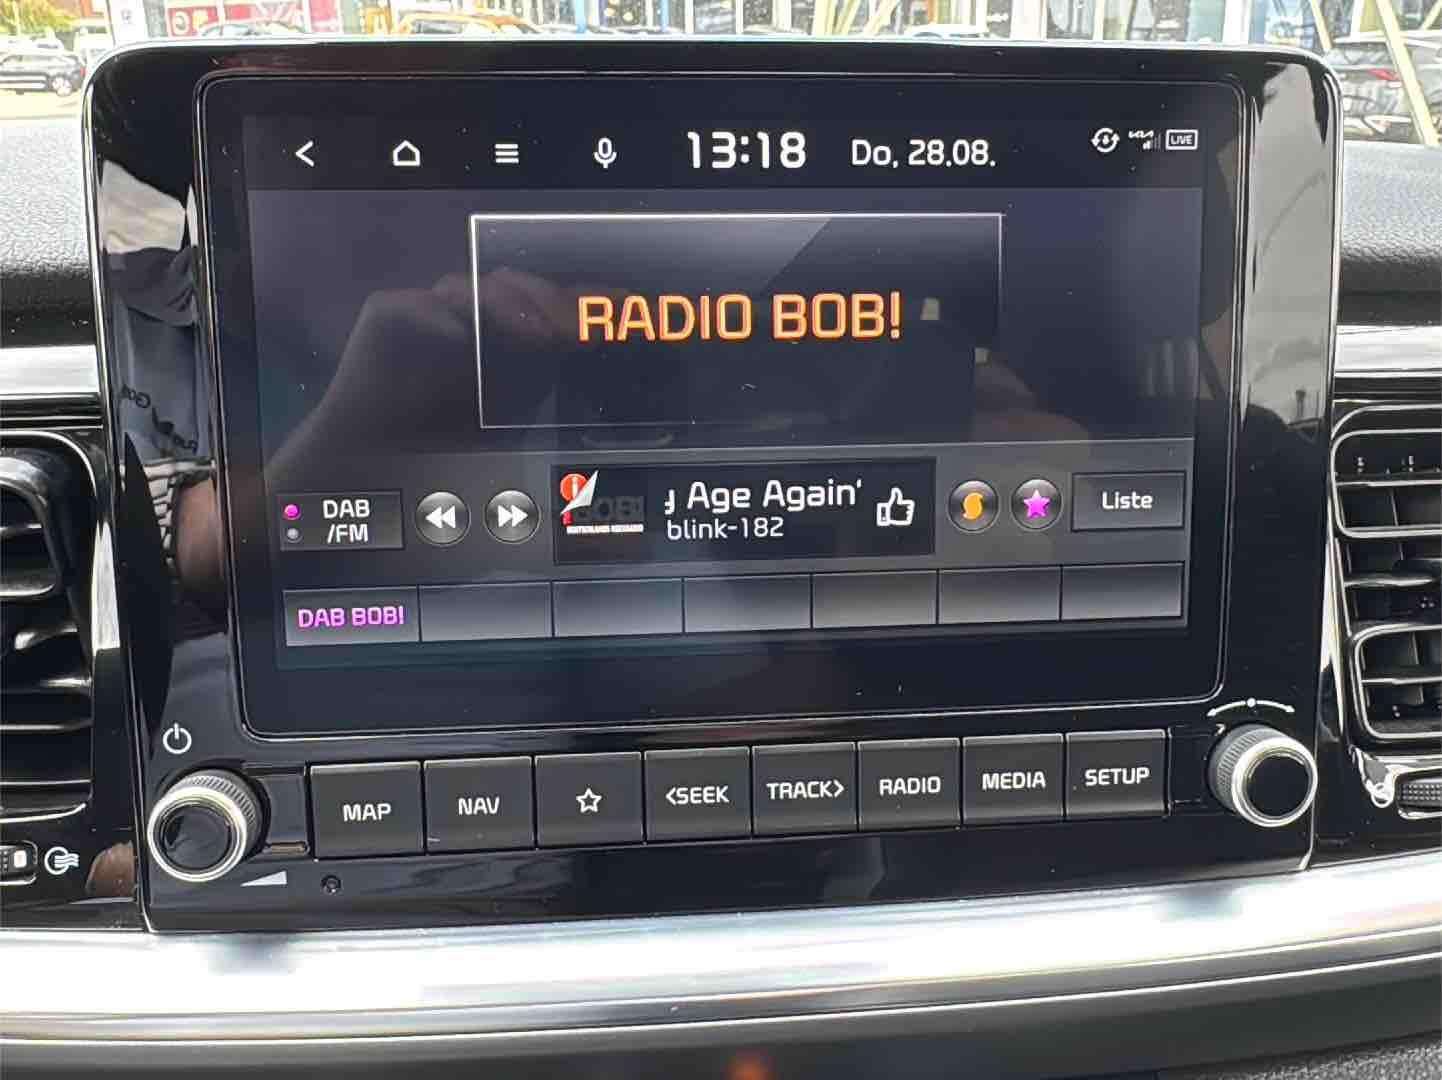 13:18 Do, 28.08. LIVE
RADIO BOB!
DAB
/FM
Age Again'
blink-182
Liste
DAB BOB!
MAP NAV <SEEK TRACK> RADIO MEDIA SETUP